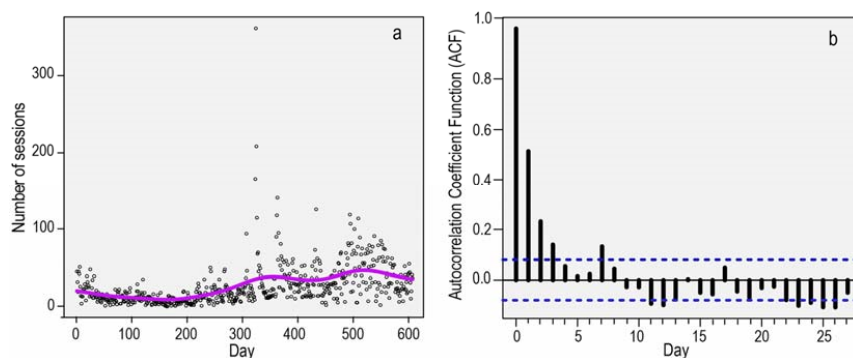 a
300
200
100
0
Number of sessions
0 100 200 300 400 500 600
Day
b
1.0
0.8
0.6
0.4
0.2
0.0
Autocorrelation Coefficient Function (ACF)
0 5 10 15 20 25
Day